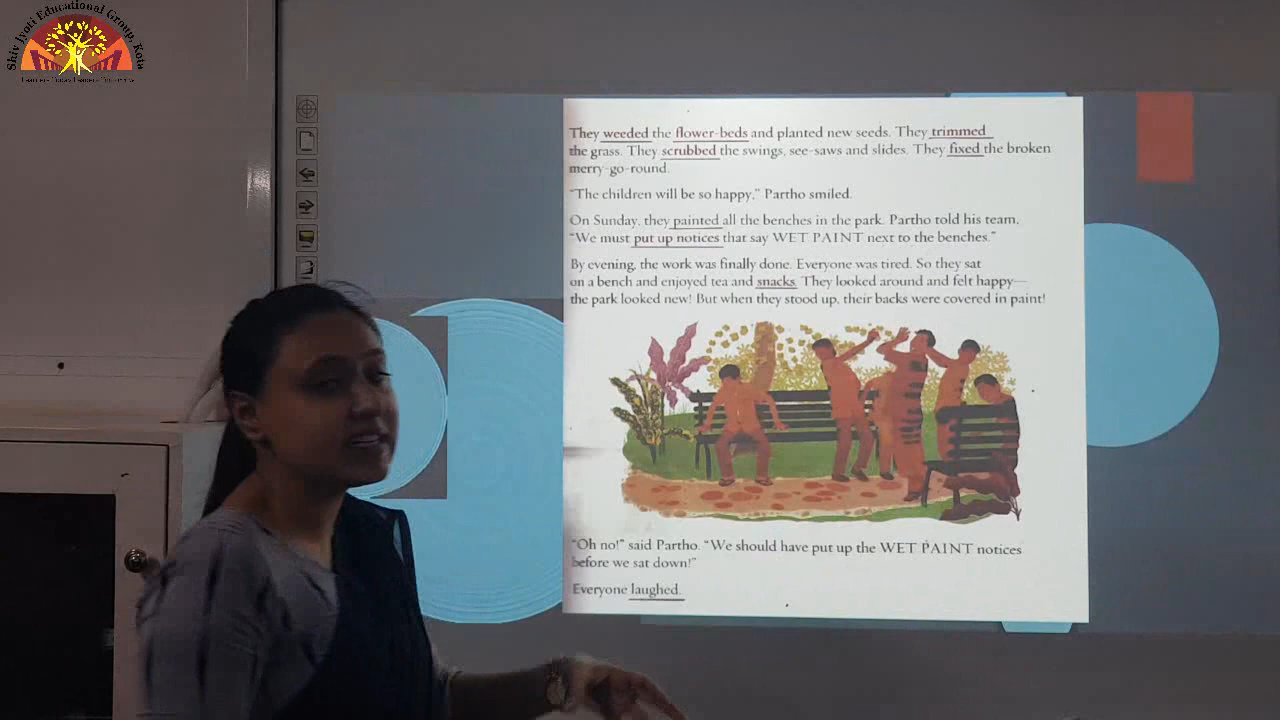 Shiv Jyoti Educational Group, Kota
They weeded the flower-beds and planted new seeds. They trimmed
the grass. They scrubbed the swings, see-saws and slides. They fixed the broken
merry-go-round.
“The children will be so happy,” Partho smiled.
On Sunday, they painted all the benches in the park. Partho told his team,
“We must put up notices that say WET PAINT next to the benches.”
By evening, the work was finally done. Everyone was tired. So they sat
on a bench and enjoyed tea and snacks. They looked around and felt happy—
the park looked new! But when they stood up, their backs were covered in paint!
“Oh no!” said Partho. “We should have put up the WET PAINT notices
before we sat down!”
Everyone laughed.